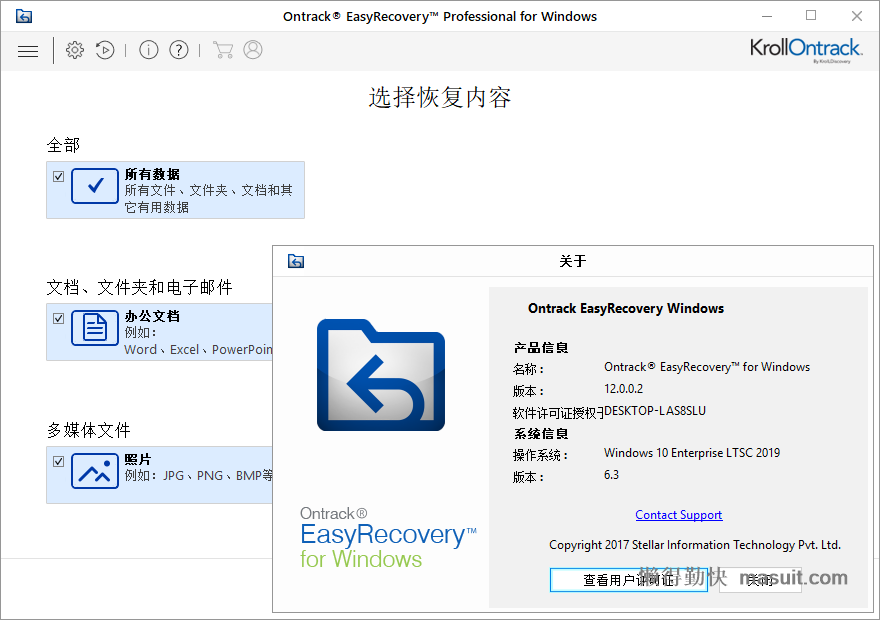 Ontrack® EasyRecovery™ Professional for Windows
KrollOntrack.
By KrollDiscovery
选择恢复内容
全部
所有数据
所有文件、文件夹、文档和其
它有用数据
文档、文件夹和电子邮件
办公文档
例如：
Word、Excel、PowerPoin
多媒体文件
照片
例如：JPG、PNG、BMP等
关于
Ontrack®
EasyRecovery™
for Windows
Ontrack EasyRecovery Windows
产品信息
名称： Ontrack® EasyRecovery™ for Windows
版本： 12.0.0.2
软件许可证授权于DESKTOP-LAS8SLU
系统信息
操作系统： Windows 10 Enterprise LTSC 2019
版本： 6.3
Contact Support
Copyright 2017 Stellar Information Technology Pvt. Ltd.
查看用户许可证 关闭
懒得勤快 masuit.com